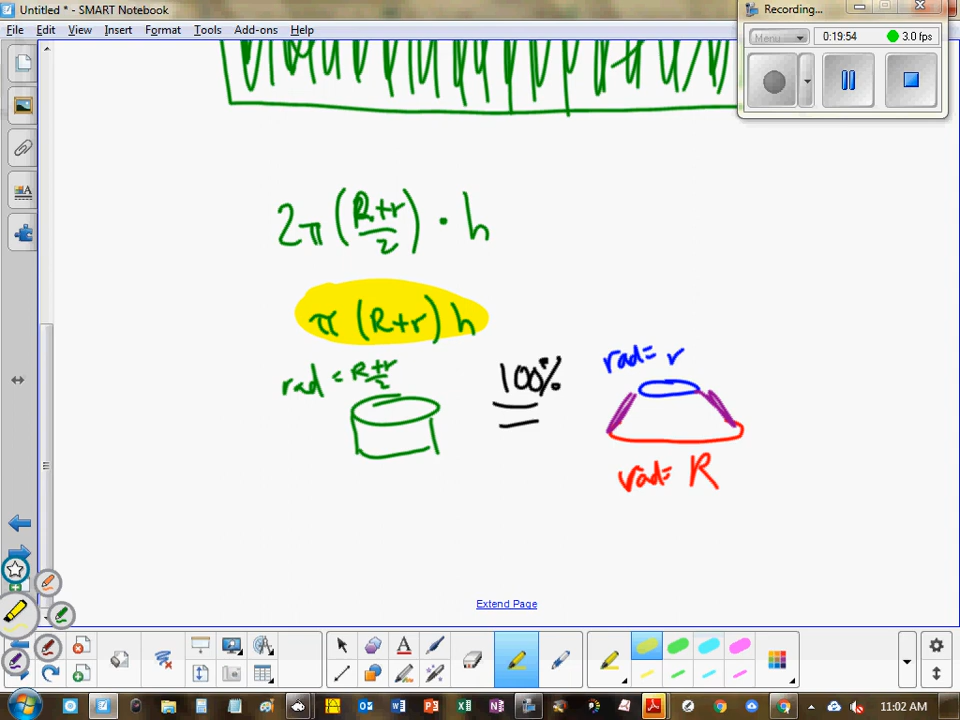 Untitled * - SMART Notebook
Recording...
File Edit View Insert Format Tools Add-ons Help
Menu 0:19:54 3.0 fps
2π (R+r/2) · h
π (R+r) h
rad = R+r/2
100%
rad = r
rad = R
Extend Page
11:02 AM